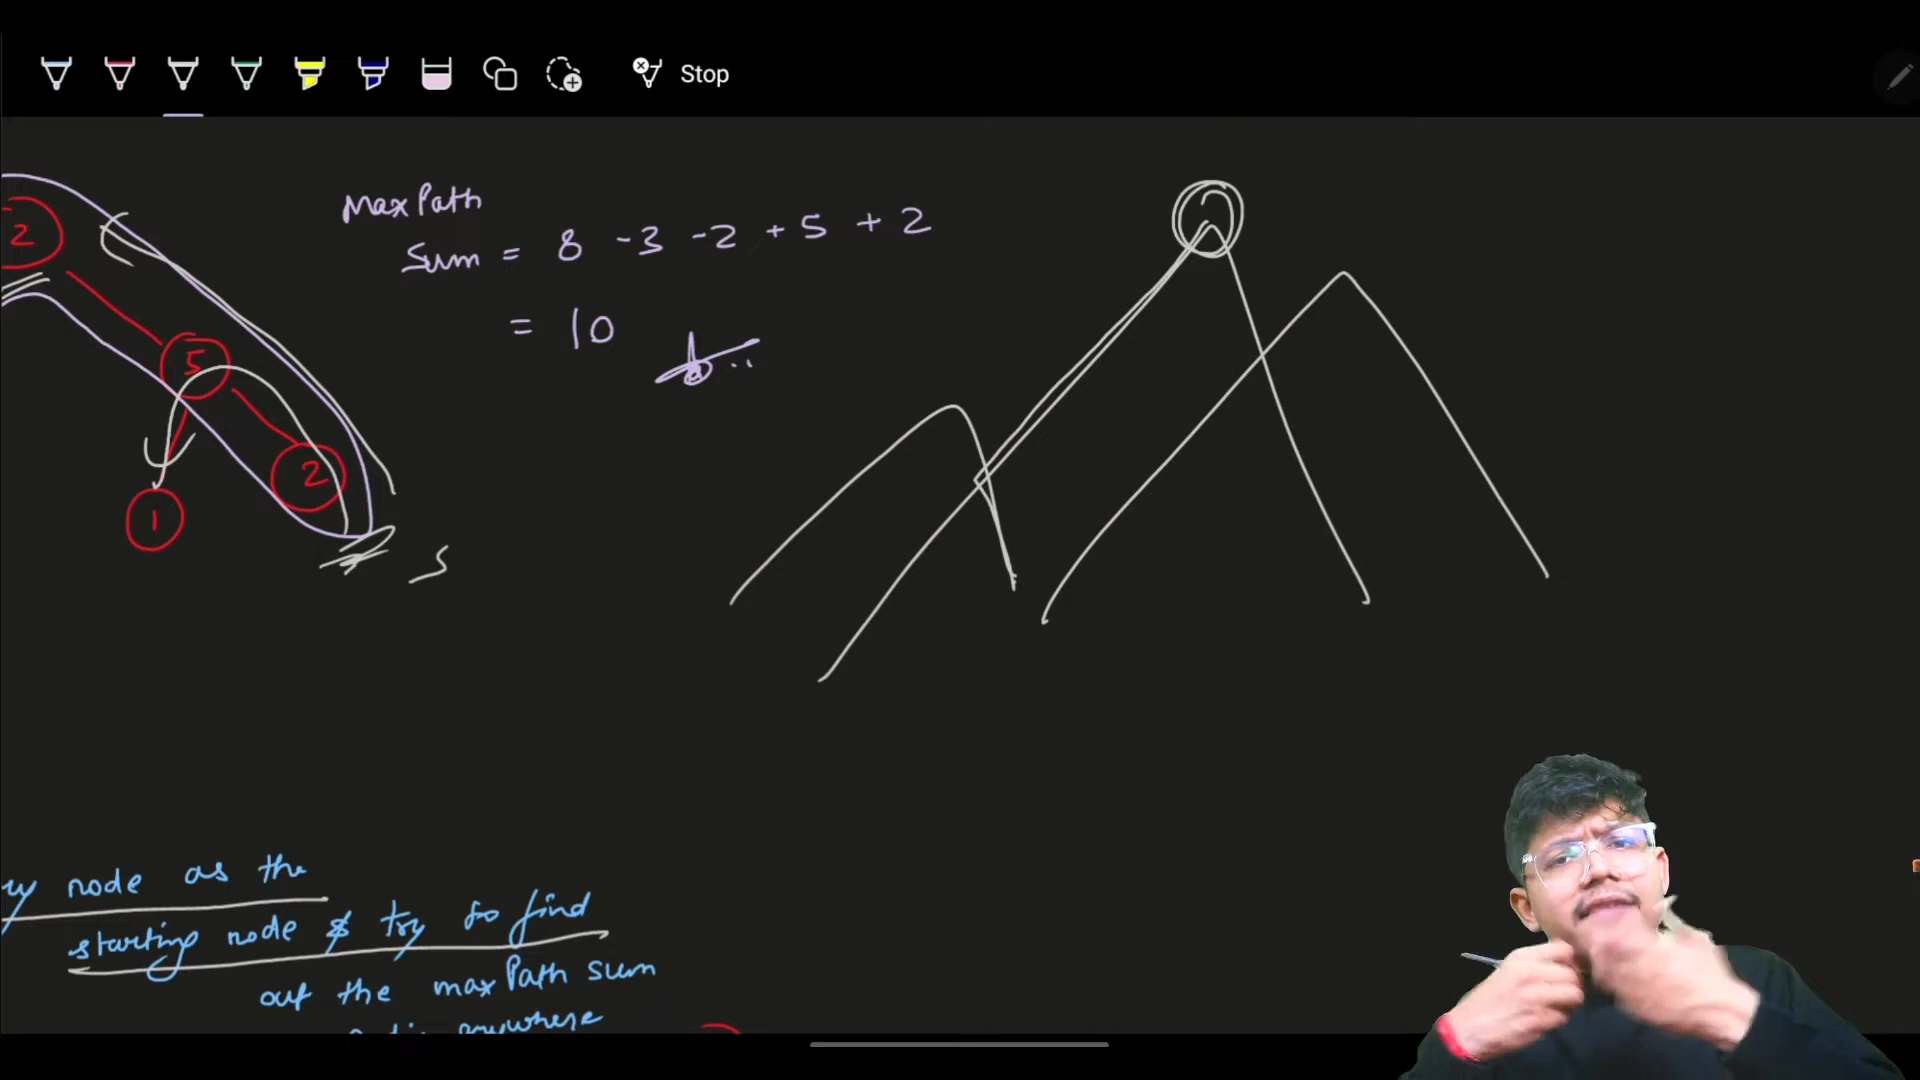 Stop
Max Path
Sum = 8 -3 -2 +5 +2
= 10
2
5
2
1
S
node as the
starting node & try to find
out the max Path sum
anywhere